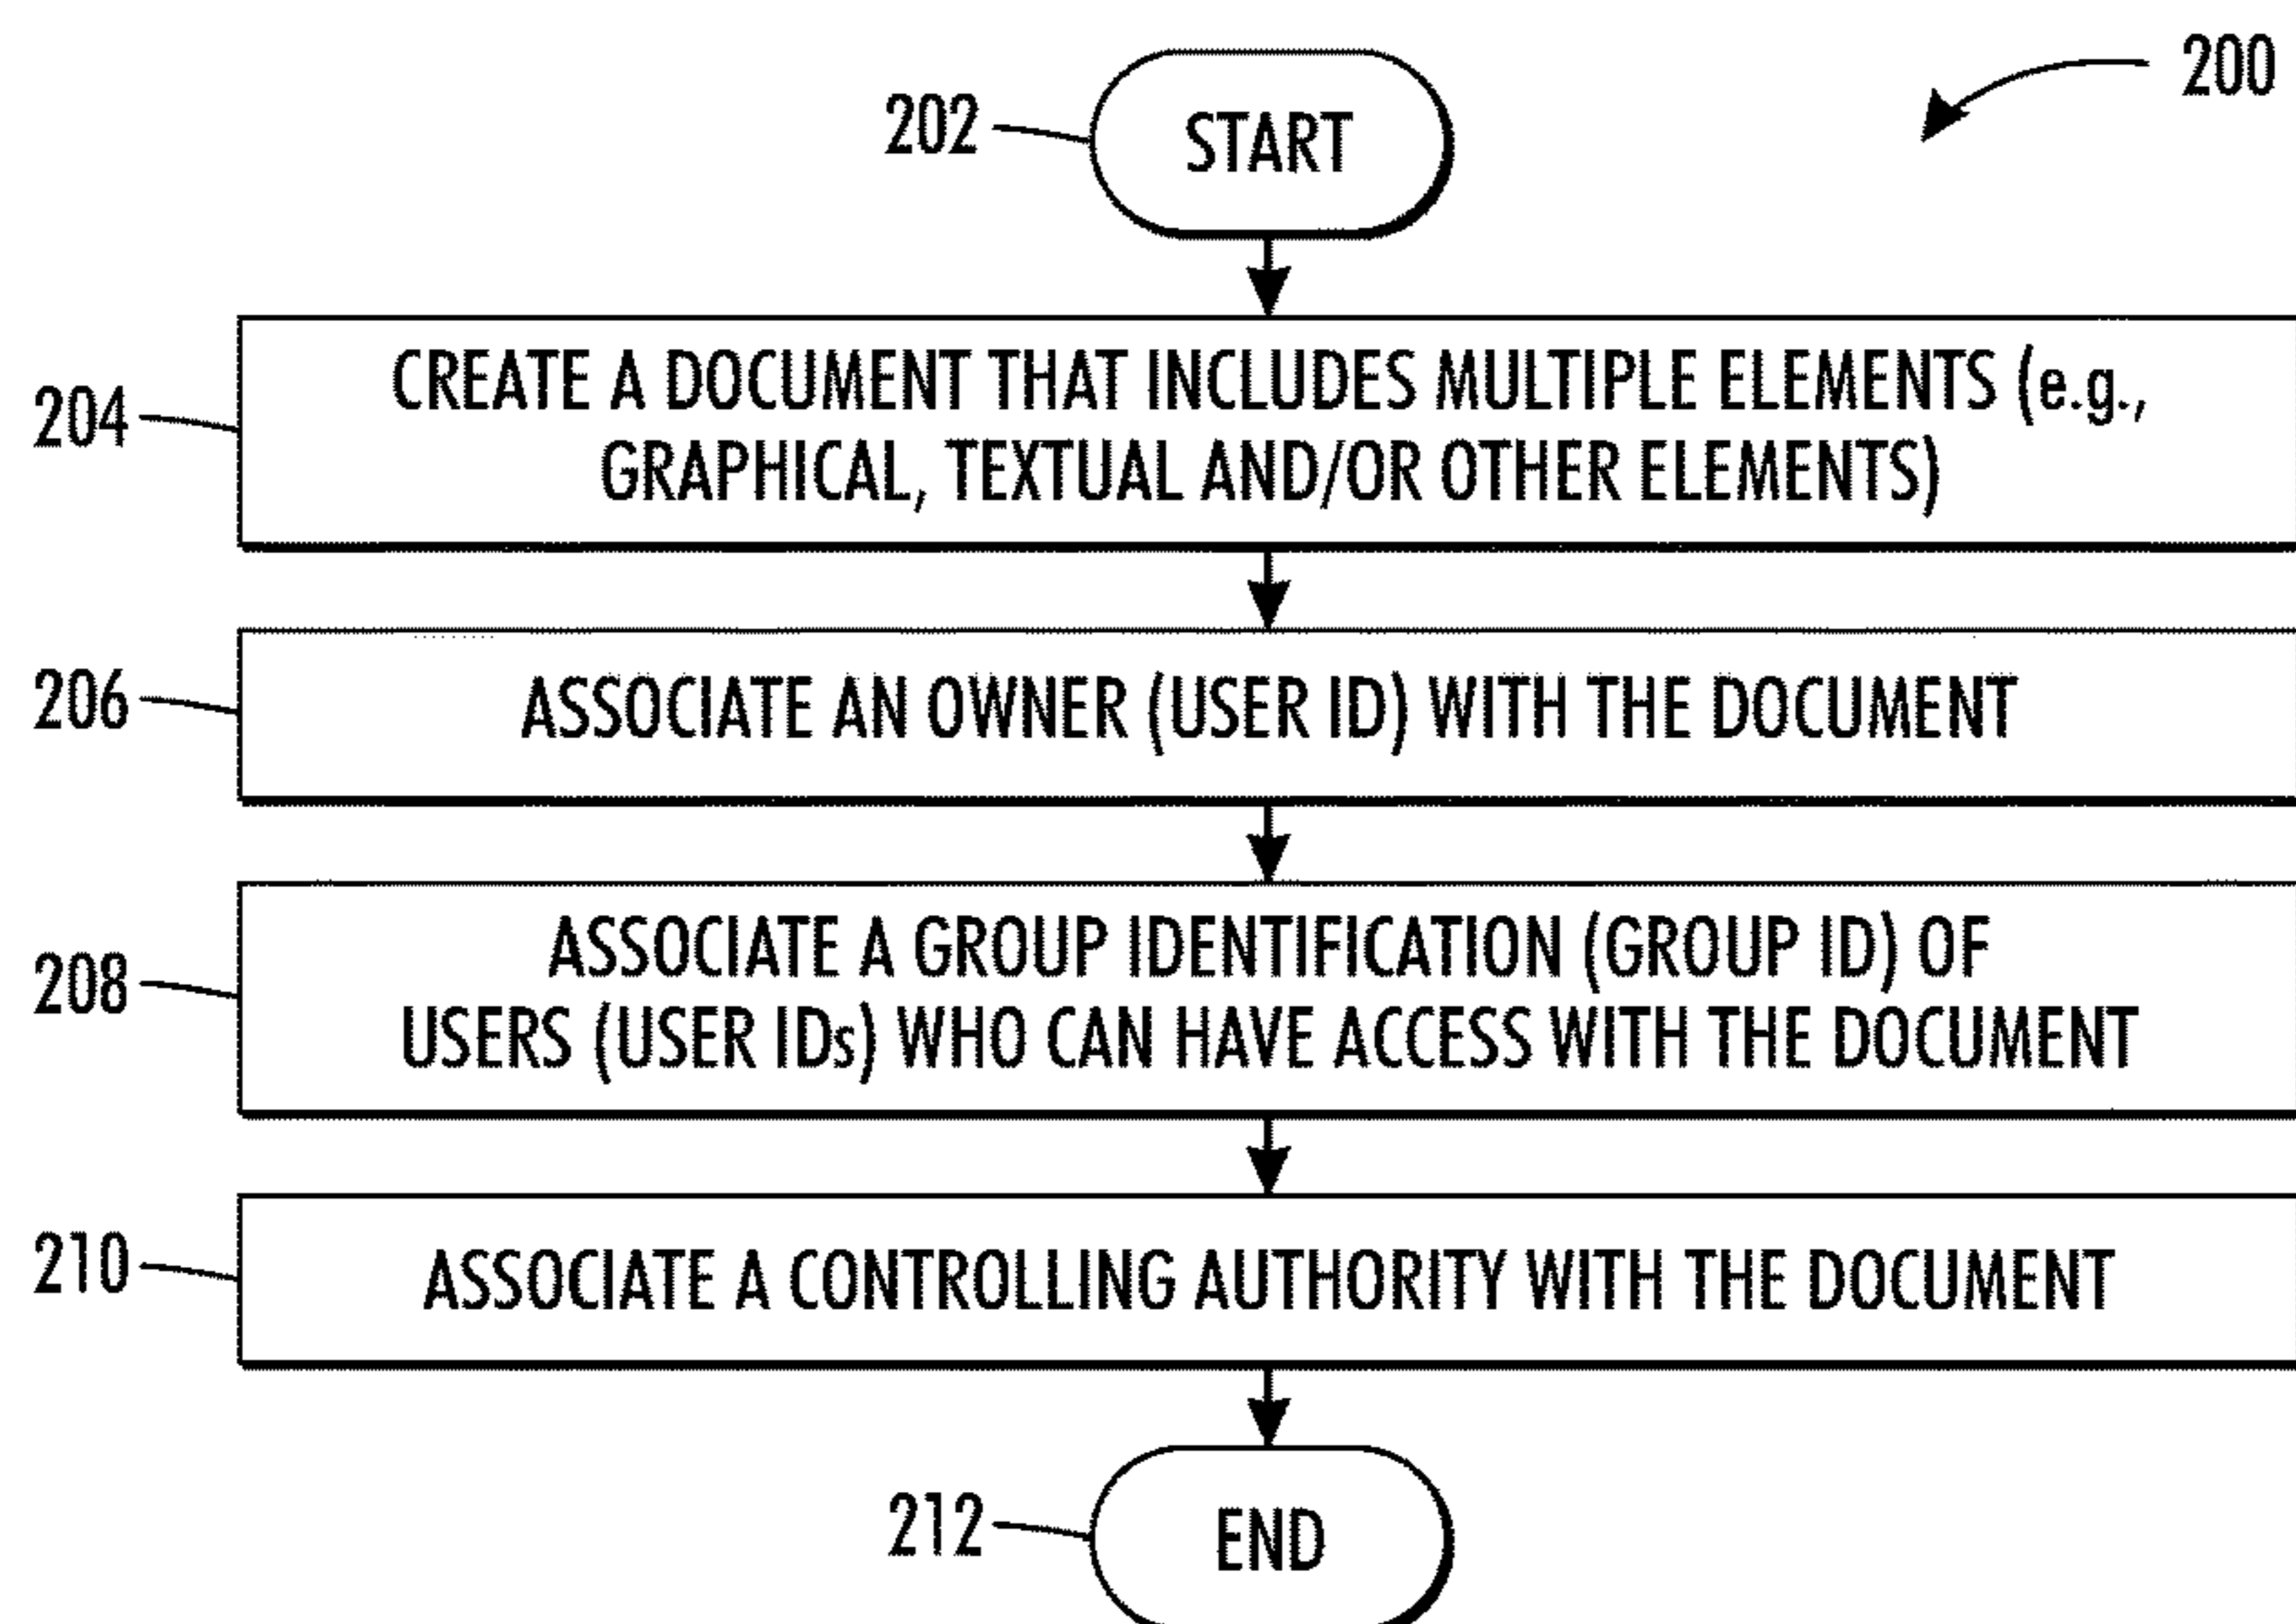 200
202
START
204
CREATE A DOCUMENT THAT INCLUDES MULTIPLE ELEMENTS (e.g.,
GRAPHICAL, TEXTUAL AND/OR OTHER ELEMENTS)
206
ASSOCIATE AN OWNER (USER ID) WITH THE DOCUMENT
208
ASSOCIATE A GROUP IDENTIFICATION (GROUP ID) OF
USERS (USER IDs) WHO CAN HAVE ACCESS WITH THE DOCUMENT
210
ASSOCIATE A CONTROLLING AUTHORITY WITH THE DOCUMENT
212
END